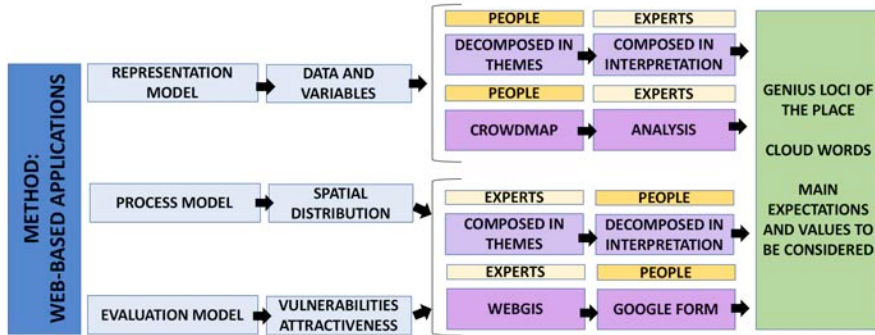 METHOD:
WEB-BASED APPLICATIONS
REPRESENTATION
MODEL
DATA AND
VARIABLES
PEOPLE
EXPERTS
DECOMPOSED IN
THEMES
COMPOSED IN
INTERPRETATION
PEOPLE
EXPERTS
CROWDMAP
ANALYSIS
PROCESS MODEL
SPATIAL
DISTRIBUTION
EXPERTS
PEOPLE
COMPOSED IN
THEMES
DECOMPOSED IN
INTERPRETATION
EXPERTS
PEOPLE
EVALUATION MODEL
VULNERABILITIES
ATTRACTIVENESS
WEBGIS
GOOGLE FORM
GENIUS LOCI OF
THE PLACE
CLOUD WORDS
MAIN
EXPECTATIONS
AND VALUES TO
BE CONSIDERED